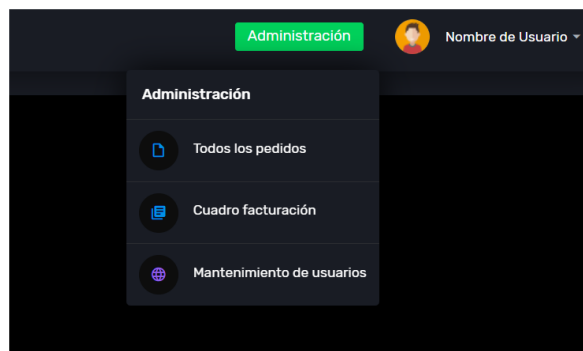 Administración
Nombre de Usuario
Administración
Todos los pedidos
Cuadro facturación
Mantenimiento de usuarios